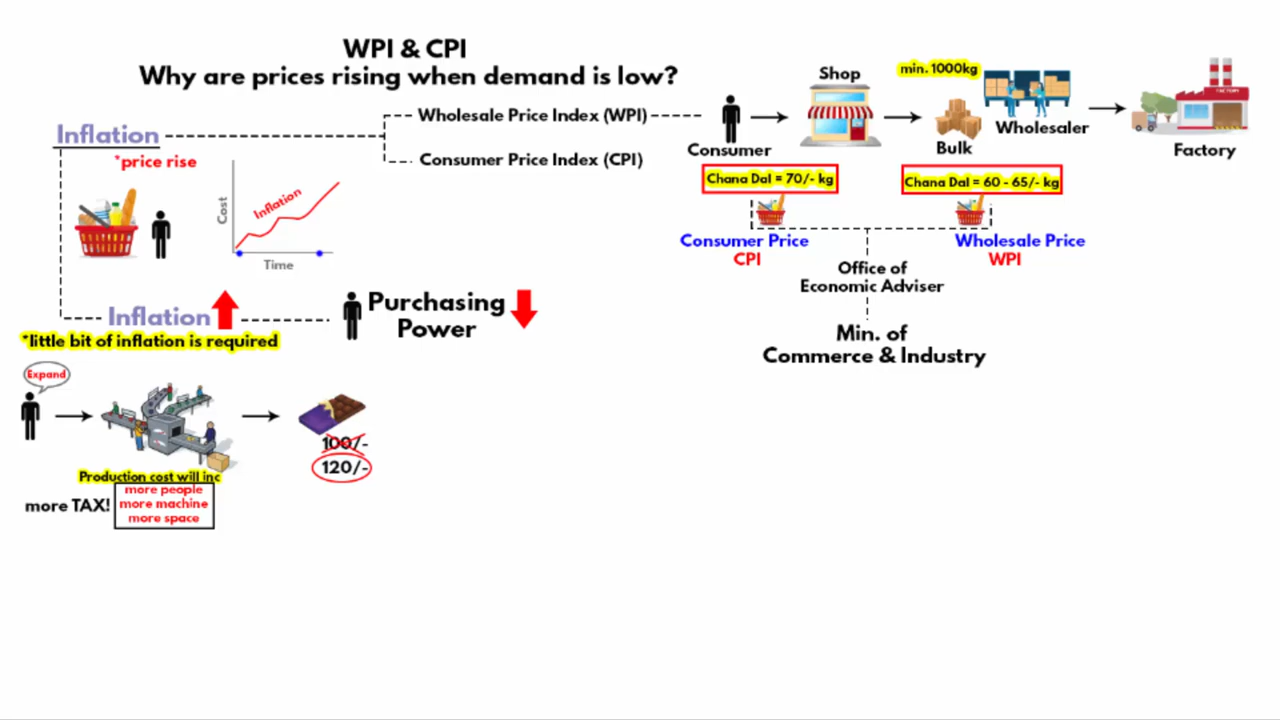 WPI & CPI
Why are prices rising when demand is low?
Inflation
*price rise
Wholesale Price Index (WPI)
Consumer Price Index (CPI)
Cost
Inflation
Time
Inflation
Purchasing
Power
*little bit of inflation is required
Expand
100/-
120/-
Production cost will inc
more TAX!
more people
more machine
more space
Consumer
Shop
min. 1000kg
Bulk
Wholesaler
FACTORY
Factory
Chana Dal = 70/- kg
Chana Dal = 60 - 65/- kg
Consumer Price
CPI
Wholesale Price
WPI
Office of
Economic Adviser
Min. of
Commerce & Industry